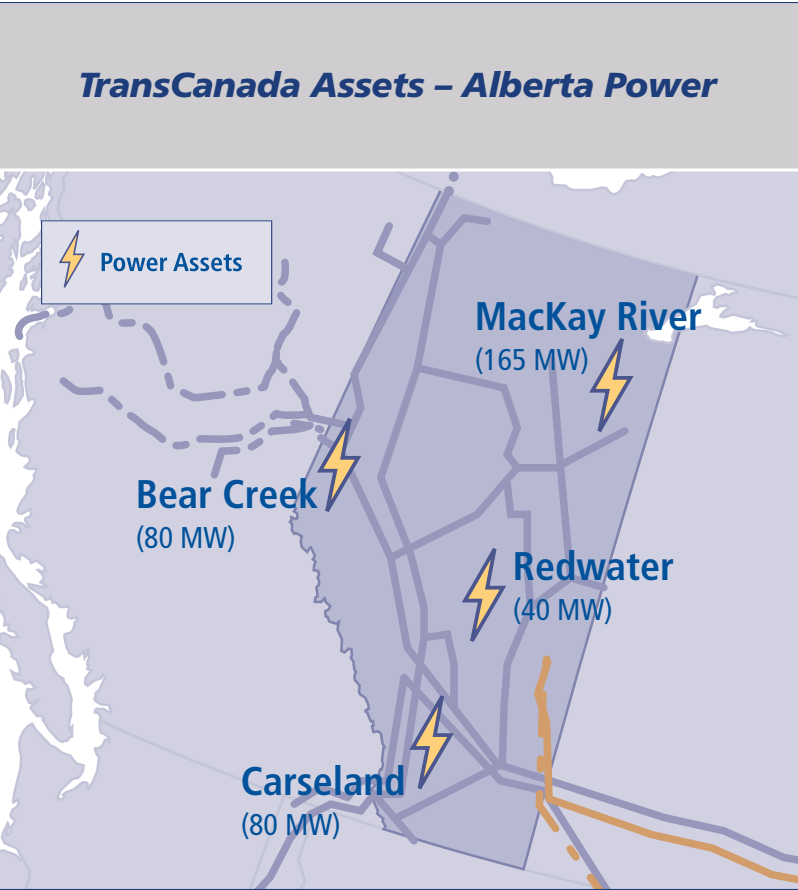 TransCanada Assets – Alberta Power
Power Assets
MacKay River
(165 MW)
Bear Creek
(80 MW)
Redwater
(40 MW)
Carseland
(80 MW)